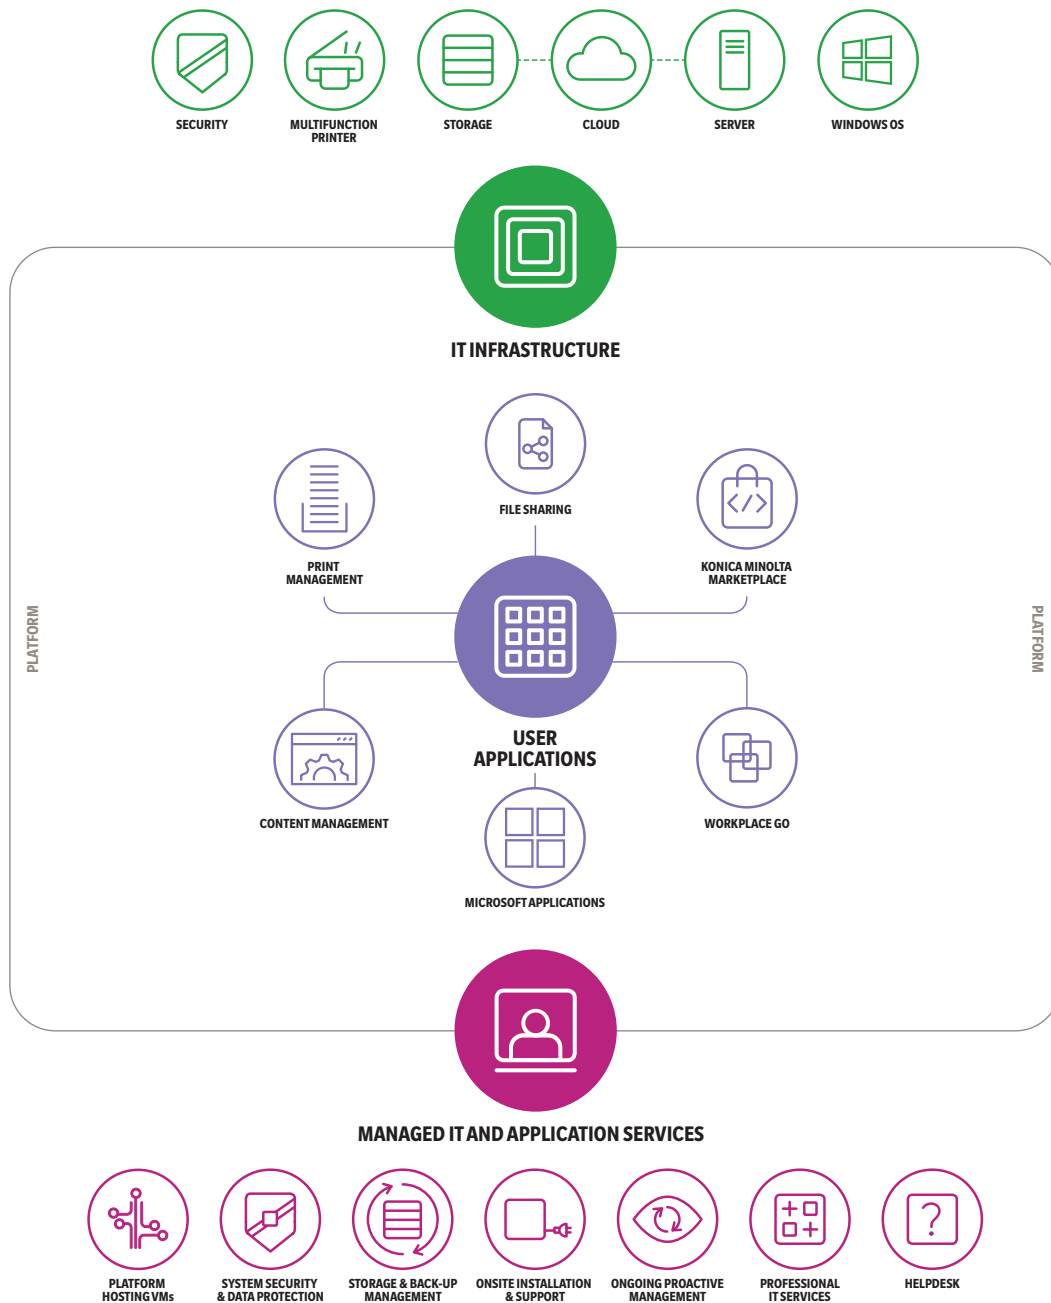 SECURITY
MULTIFUNCTION
PRINTER
STORAGE
CLOUD
SERVER
WINDOWS OS
IT INFRASTRUCTURE
FILE SHARING
PRINT
MANAGEMENT
KONICA MINOLTA
MARKETPLACE
PLATFORM
PLATFORM
USER
APPLICATIONS
CONTENT MANAGEMENT
WORKPLACE GO
MICROSOFT APPLICATIONS
MANAGED IT AND APPLICATION SERVICES
PLATFORM
HOSTING VMs
SYSTEM SECURITY
& DATA PROTECTION
STORAGE & BACK-UP
MANAGEMENT
ONSITE INSTALLATION
& SUPPORT
ONGOING PROACTIVE
MANAGEMENT
PROFESSIONAL
IT SERVICES
HELPDESK